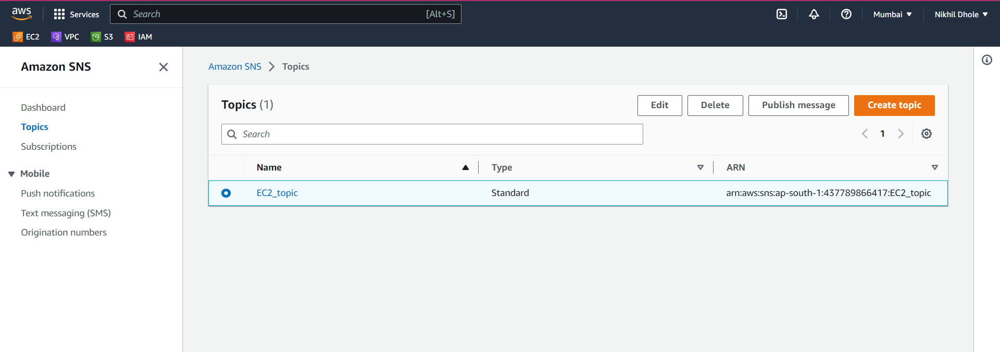 aws Services Search [Alt+S] Mumbai Nikhil Dhole
EC2 VPC S3 IAM
Amazon SNS
Dashboard
Topics
Subscriptions
Mobile
Push notifications
Text messaging (SMS)
Origination numbers
Amazon SNS Topics
Topics (1) Edit Delete Publish message Create topic
Search 1
Name Type ARN
EC2_topic Standard arn:aws:sns:ap-south-1:437789866417:EC2_topic